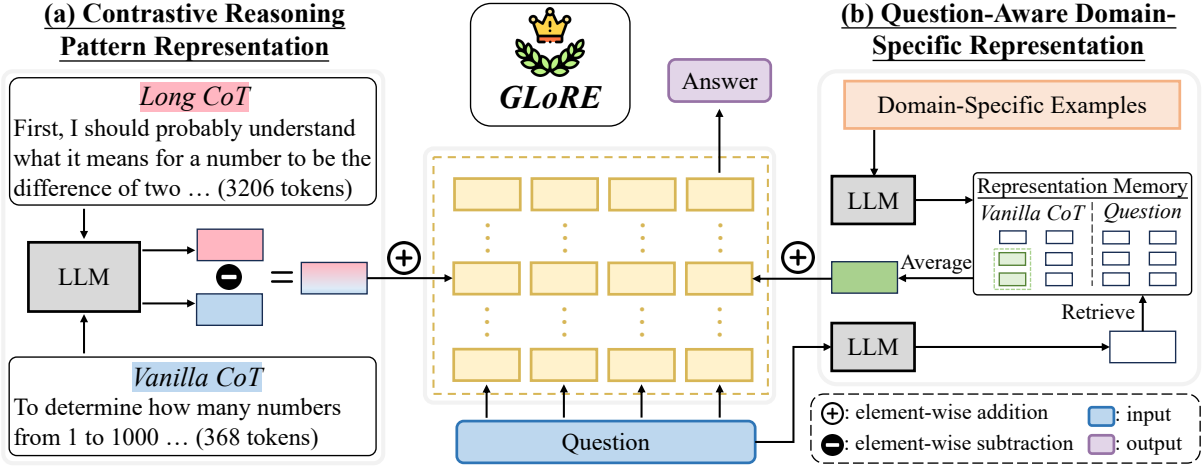 (a) Contrastive Reasoning
Pattern Representation
Long CoT
First, I should probably understand
what it means for a number to be the
difference of two … (3206 tokens)
LLM
=
Vanilla CoT
To determine how many numbers
from 1 to 1000 … (368 tokens)
GLoRE
Answer
Question
(b) Question-Aware Domain-
Specific Representation
Domain-Specific Examples
LLM
Representation Memory
Vanilla CoT Question
Average
Retrieve
LLM
: element-wise addition
: input
: element-wise subtraction
: output